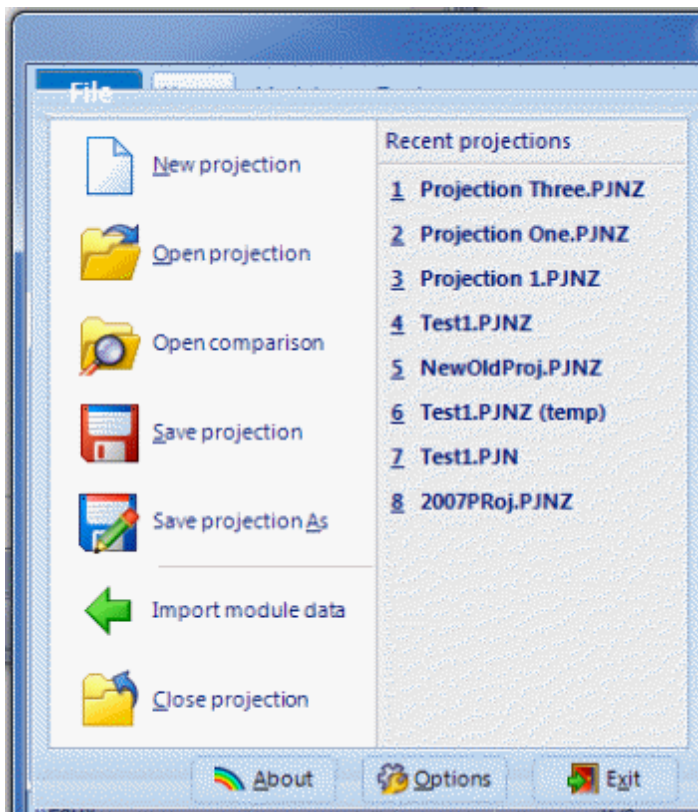 File
New projection
Open projection
Open comparison
Save projection
Save projection As
Import module data
Close projection
Recent projections
1 Projection Three.PJNZ
2 Projection One.PJNZ
3 Projection 1.PJNZ
4 Test1.PJNZ
5 NewOldProj.PJNZ
6 Test1.PJNZ (temp)
7 Test1.PJN
8 2007PRoj.PJNZ
About
Options
Exit